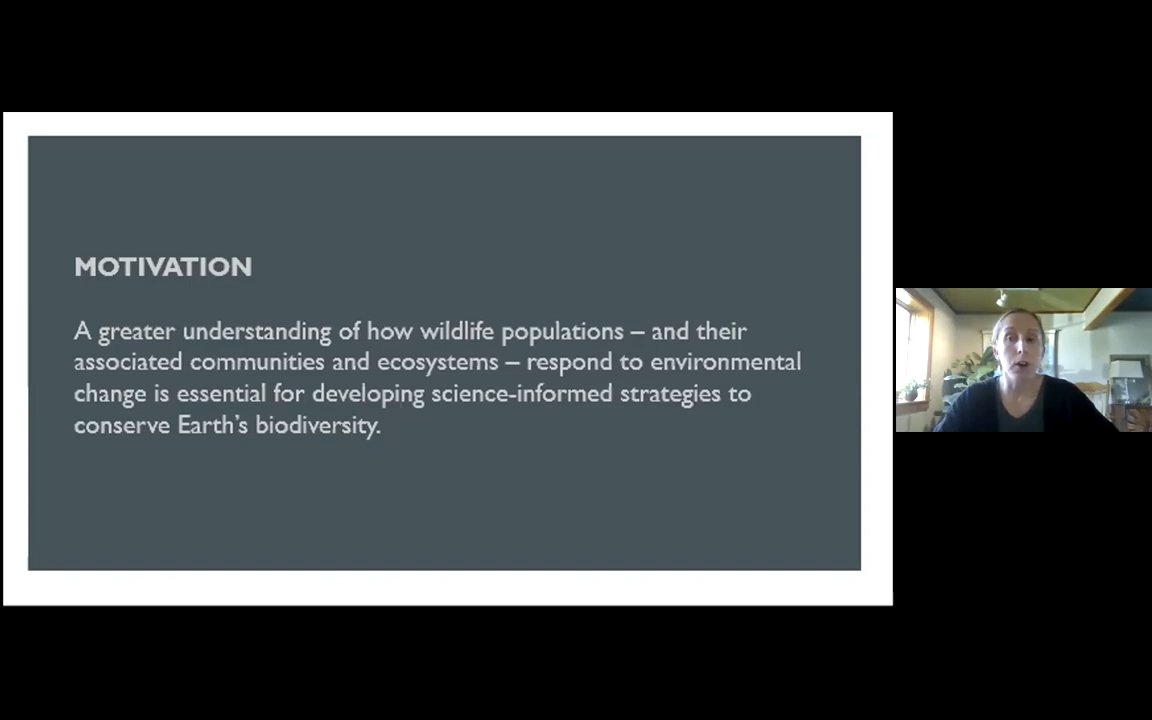 MOTIVATION
A greater understanding of how wildlife populations – and their
associated communities and ecosystems – respond to environmental
change is essential for developing science-informed strategies to
conserve Earth's biodiversity.